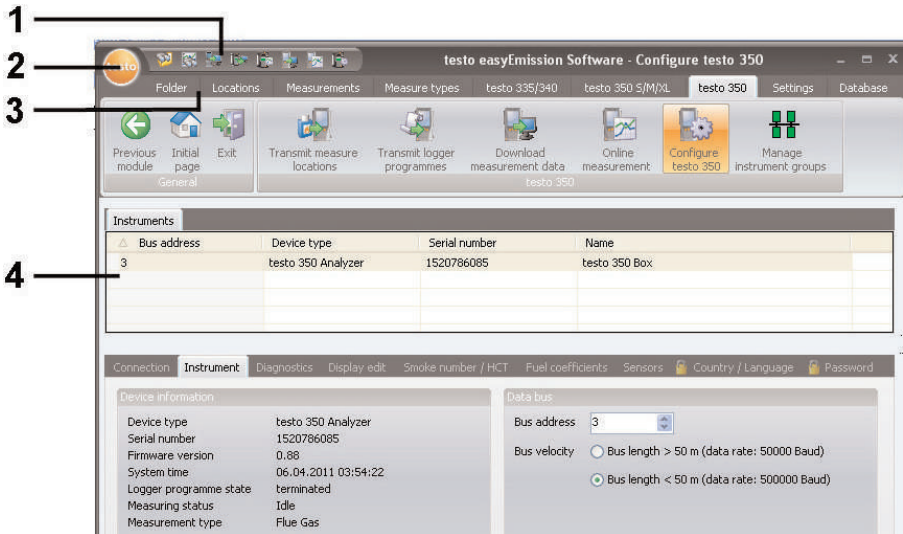 1
2
3
4
testo
testo easyEmission Software - Configure testo 350
Folder Locations Measurements Measure types testo 335/340 testo 350 S/M/XL testo 350 Settings Database
Previous module Initial page Exit Transmit measure locations Transmit logger programmes Download measurement data Online measurement Configure testo 350 Manage instrument groups
General testo 350
Instruments
Bus address Device type Serial number Name
3 testo 350 Analyzer 1520786085 testo 350 Box
Connection Instrument Diagnostics Display edit Smoke number / HCT Fuel coefficients Sensors Country / Language Password
Device information Data bus
Device type testo 350 Analyzer Bus address 3
Serial number 1520786085
Firmware version 0.88 Bus velocity Bus length > 50 m (data rate: 50000 Baud)
System time 06.04.2011 03:54:22
Logger programme state terminated Bus length < 50 m (data rate: 500000 Baud)
Measuring status Idle
Measurement type Flue Gas